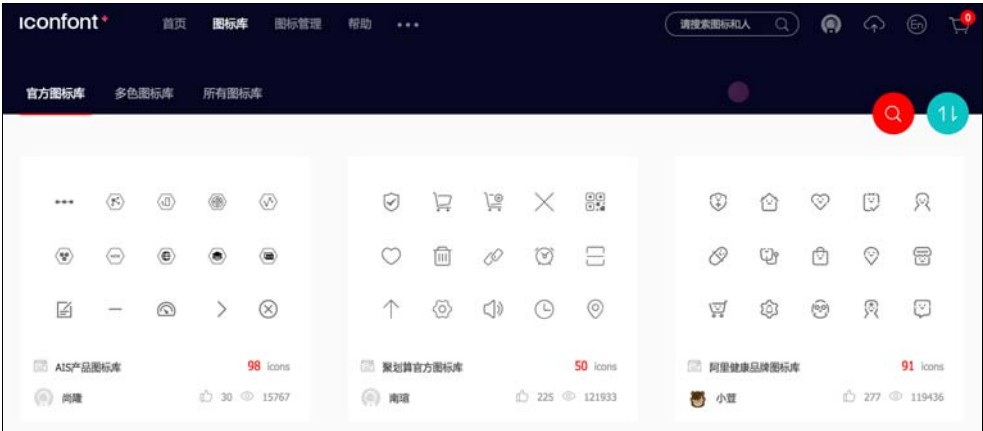 Iconfont
首页 图标库 图标管理 帮助
请搜索图标和人
En
0
官方图标库 多色图标库 所有图标库
AIS产品图标库 98 icons
尚隆 30 15767
聚划算官方图标库 50 icons
南瑄 225 121933
阿里健康品牌图标库 91 icons
小荳 277 119436